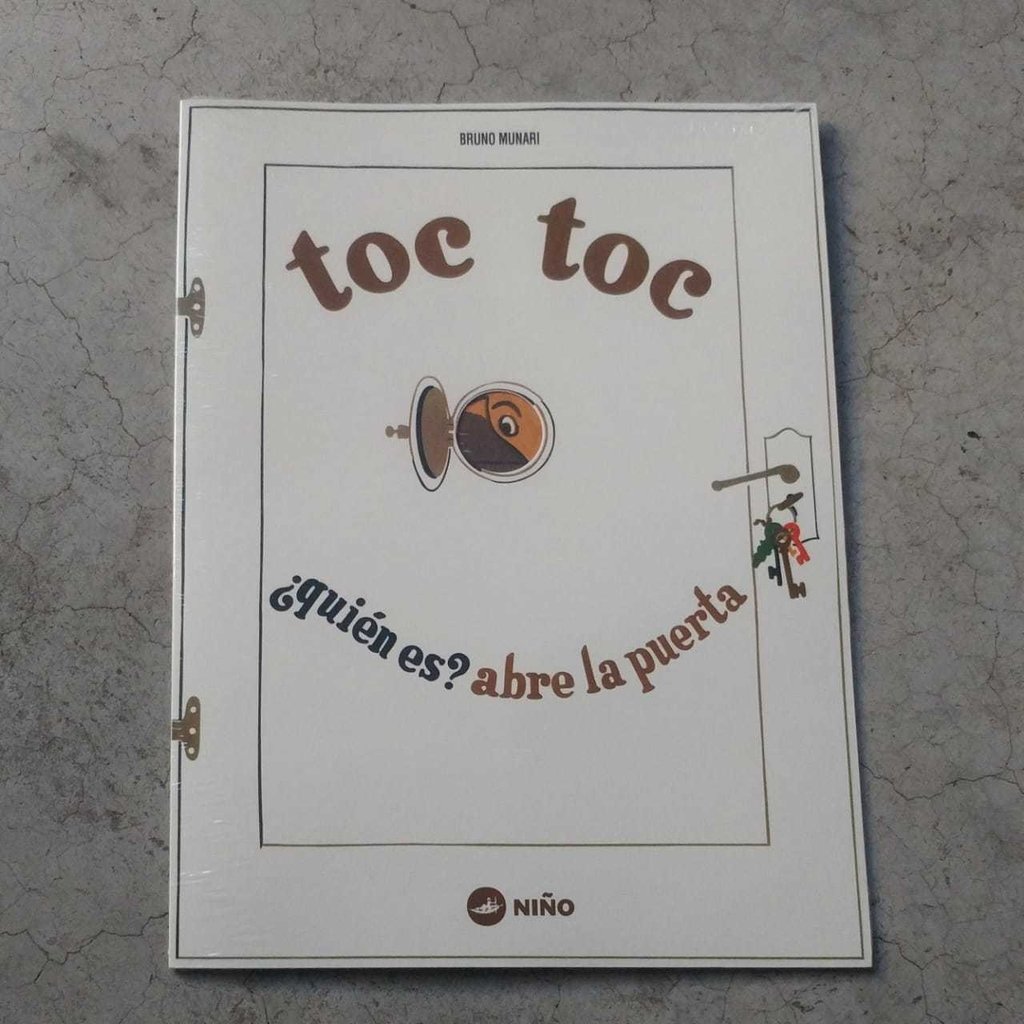 BRUNO MUNARI
toc toc
¿quién es? abre la puerta
NIÑO